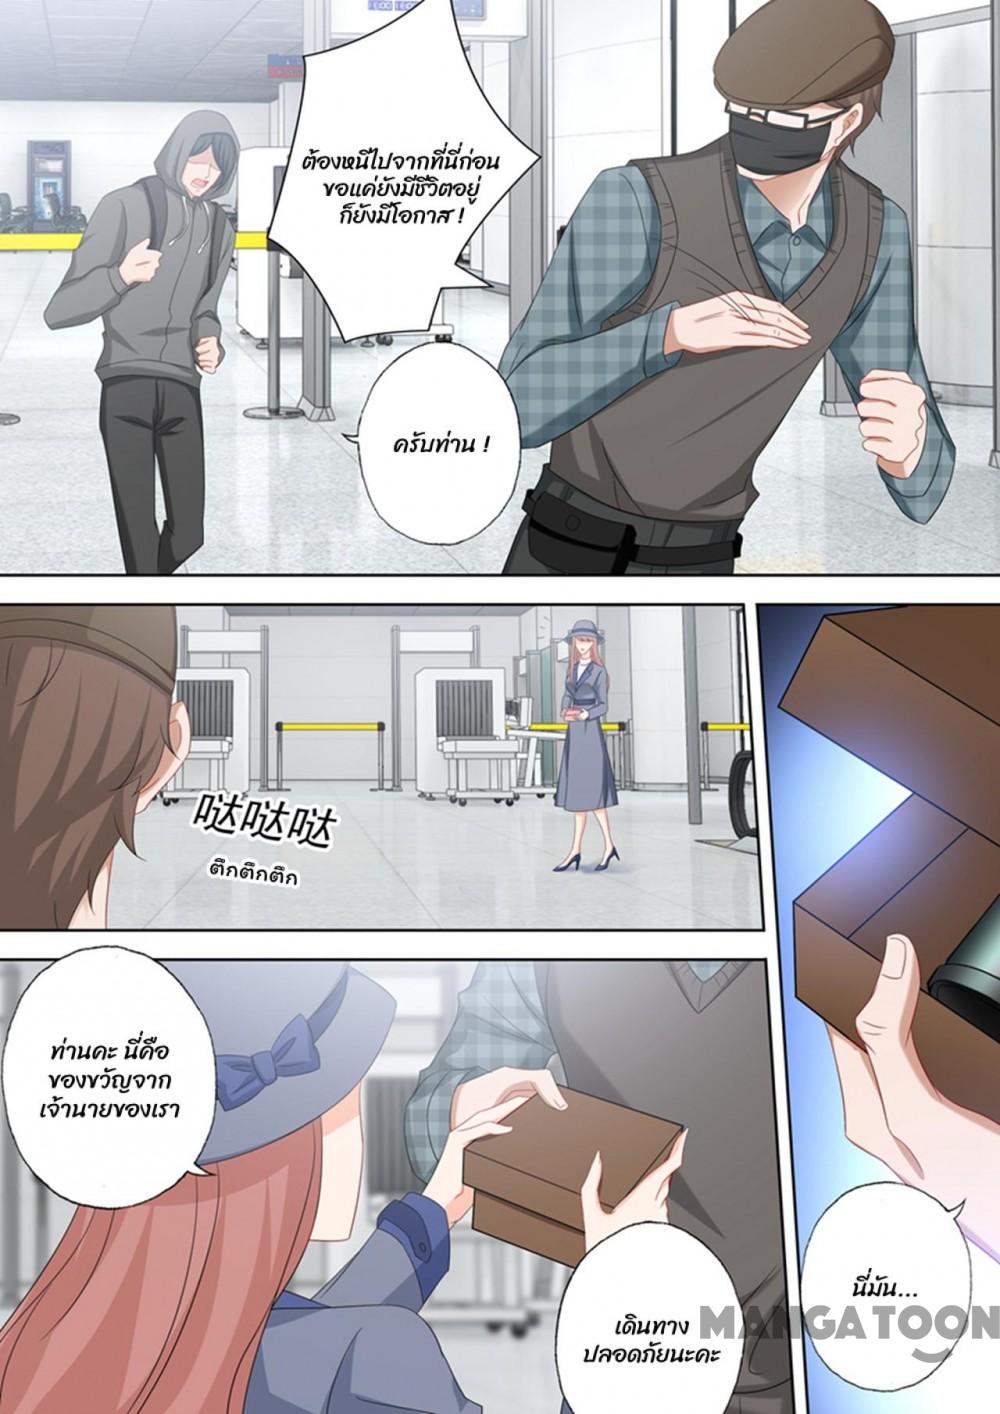 ต้องหนีไปจากที่นี่ก่อน
ขอแค่ยังมีชีวิตอยู่
ก็ยังมีโอกาส !
ครับท่าน !
哒哒哒
ตึกตึกตึก
ท่านคะ นี่คือ
ของขวัญจาก
เจ้านายของเรา
เดินทาง
ปลอดภัยนะคะ
นี่มัน...
MANGATOON